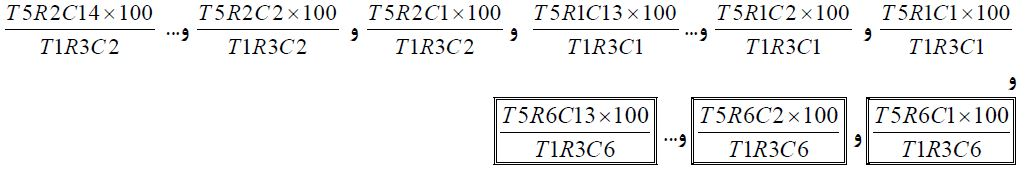 T5R1C1×100/T1R3C1 و T5R1C2×100/T1R3C1 و... T5R1C13×100/T1R3C1 و T5R2C1×100/T1R3C2 و T5R2C2×100/T1R3C2 و... T5R2C14×100/T1R3C2
و
T5R6C1×100/T1R3C6 و T5R6C2×100/T1R3C6 و... T5R6C13×100/T1R3C6